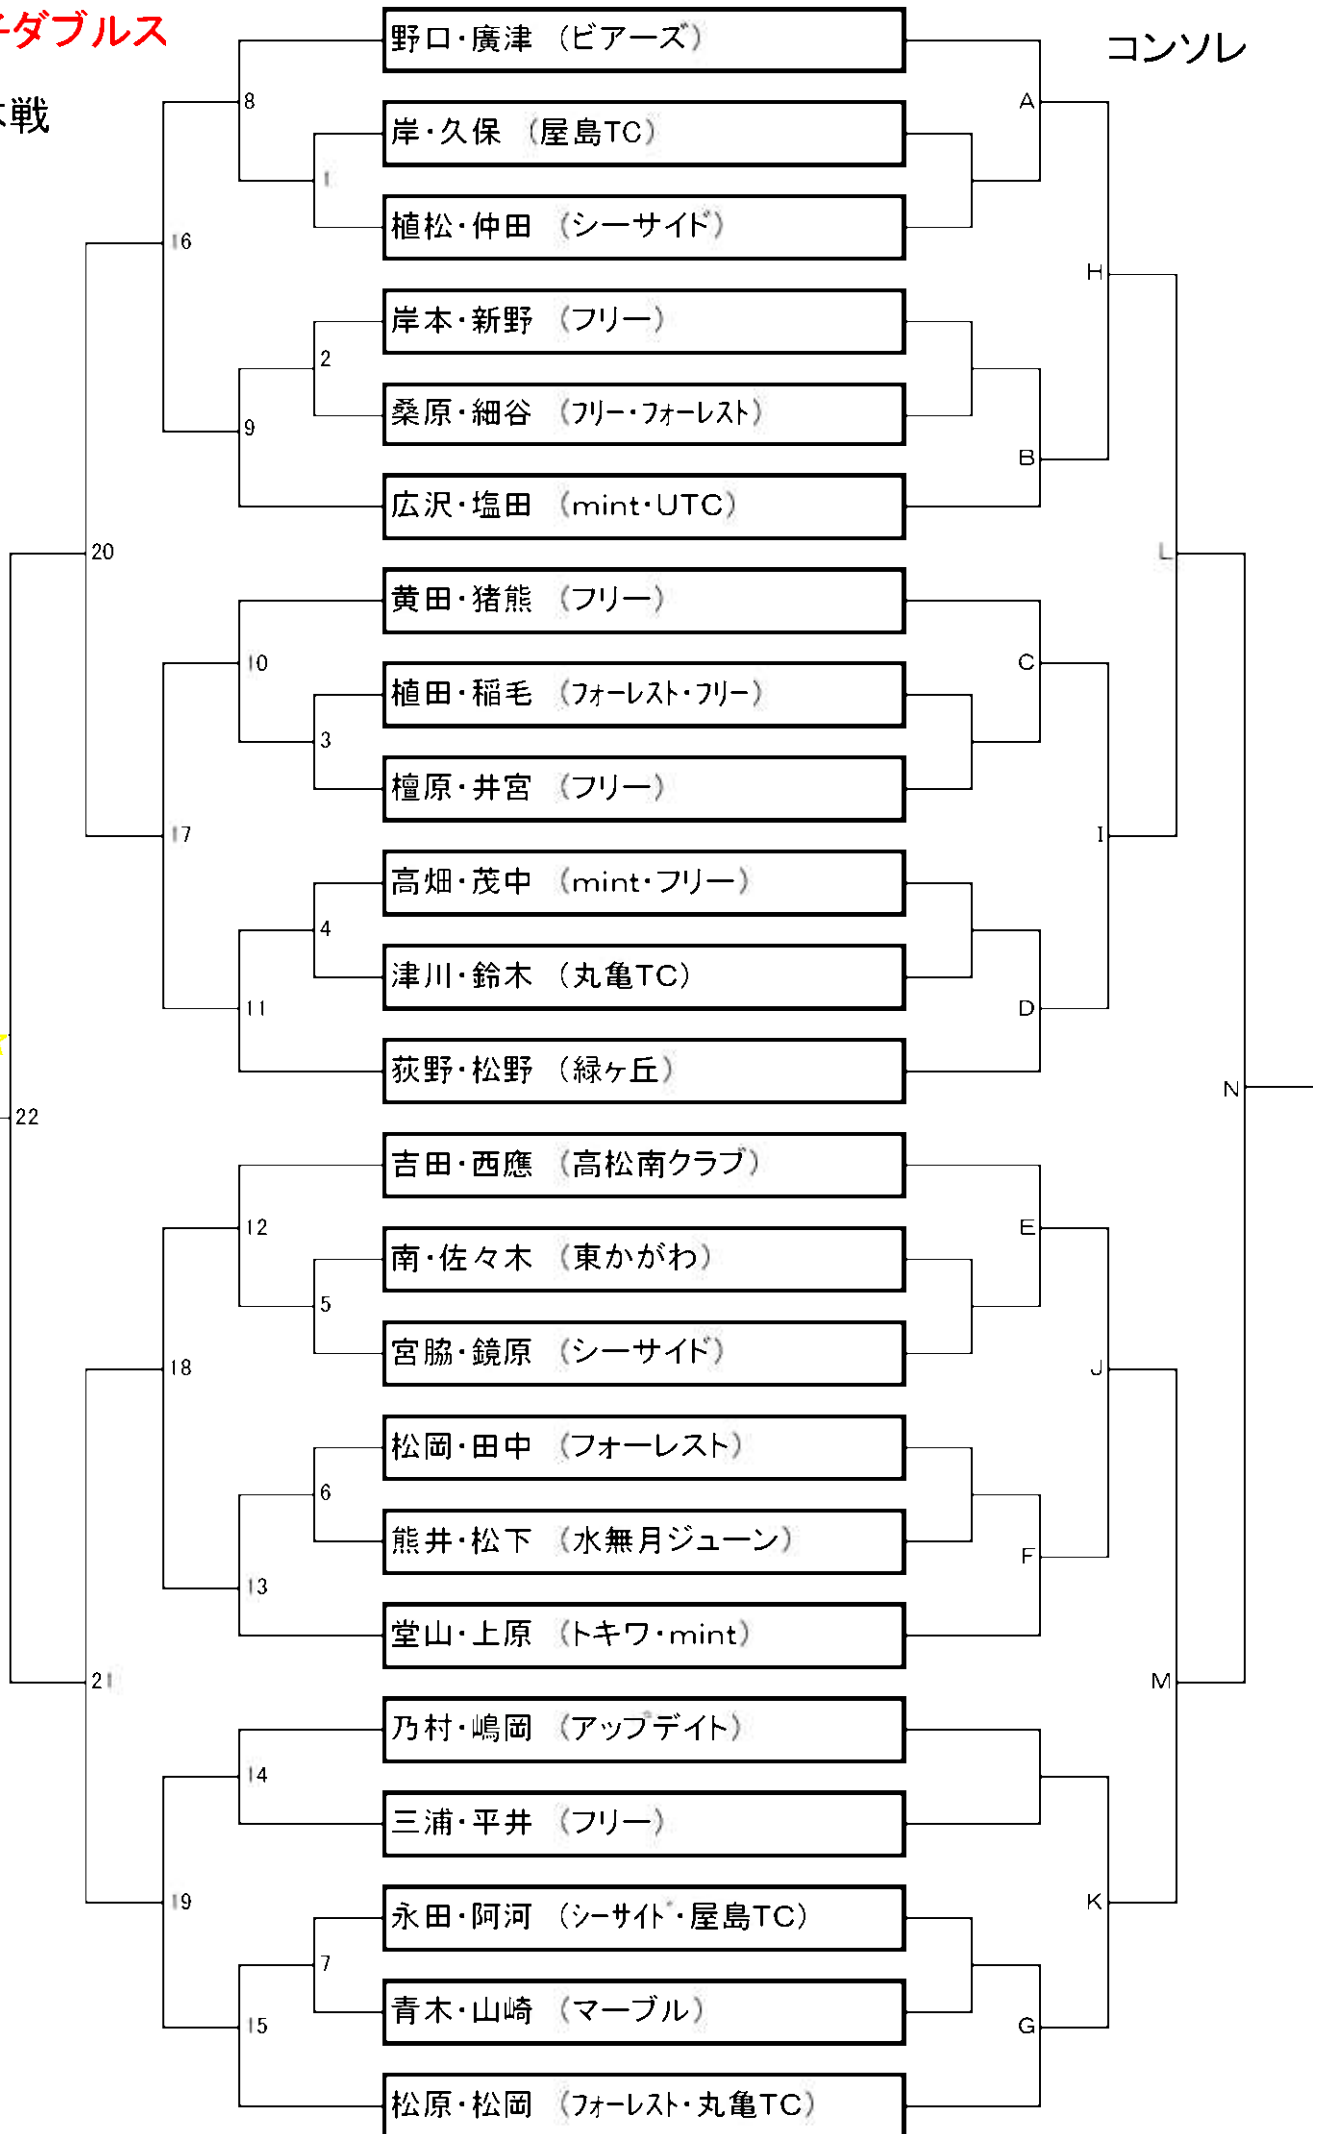 子ダブルス
野口・廣津 (ビアーズ)
コンソレ
8
A
本戦
岸・久保 (屋島TC)
1
植松・仲田 (シーサイド)
16
H
岸本・新野 (フリー)
2
桑原・細谷 (フリー・フォーレスト)
9
B
広沢・塩田 (mint・UTC)
20
L
黄田・猪熊 (フリー)
10
C
植田・稲毛 (フォーレスト・フリー)
3
檀原・井宮 (フリー)
17
I
高畑・茂中 (mint・フリー)
4
津川・鈴木 (丸亀TC)
11
D
荻野・松野 (緑ヶ丘)
22
N
吉田・西應 (高松南クラブ)
12
E
南・佐々木 (東かがわ)
5
宮脇・鏡原 (シーサイド)
18
J
松岡・田中 (フォーレスト)
6
熊井・松下 (水無月ジューン)
F
13
堂山・上原 (トキワ・mint)
21
M
乃村・嶋岡 (アップデイト)
14
三浦・平井 (フリー)
19
K
永田・阿河 (シーサイド・屋島TC)
7
青木・山崎 (マーブル)
15
G
松原・松岡 (フォーレスト・丸亀TC)